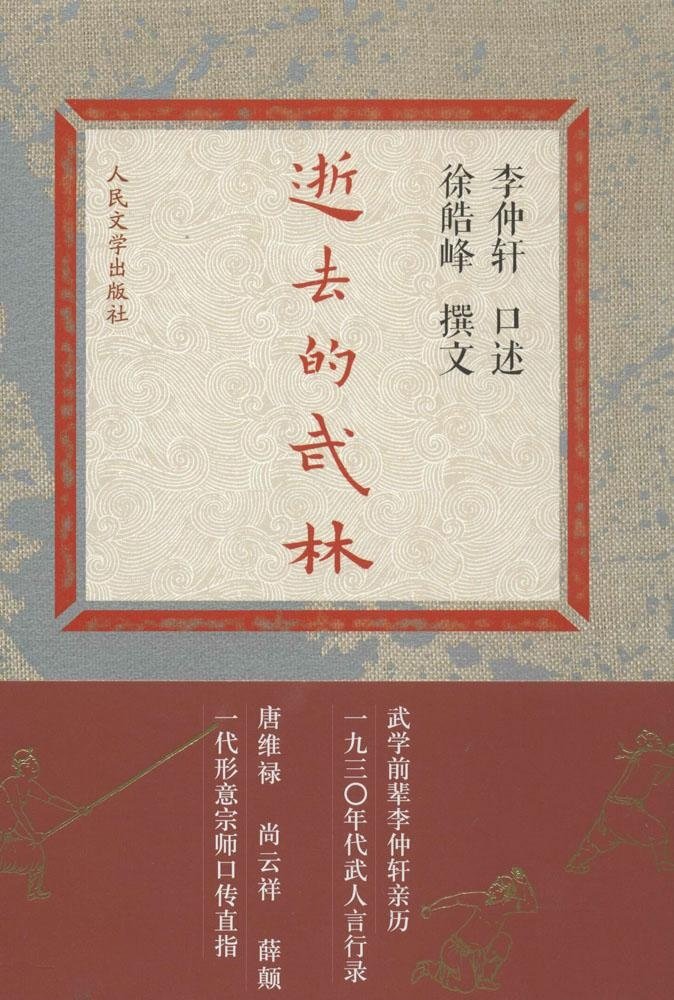 李仲轩 口述
徐皓峰 撰文
逝去的武林
人民文学出版社
武学前辈李仲轩亲历
一九三〇年代武人言行录
唐维禄 尚云祥 薛颠
一代形意宗师口传直指